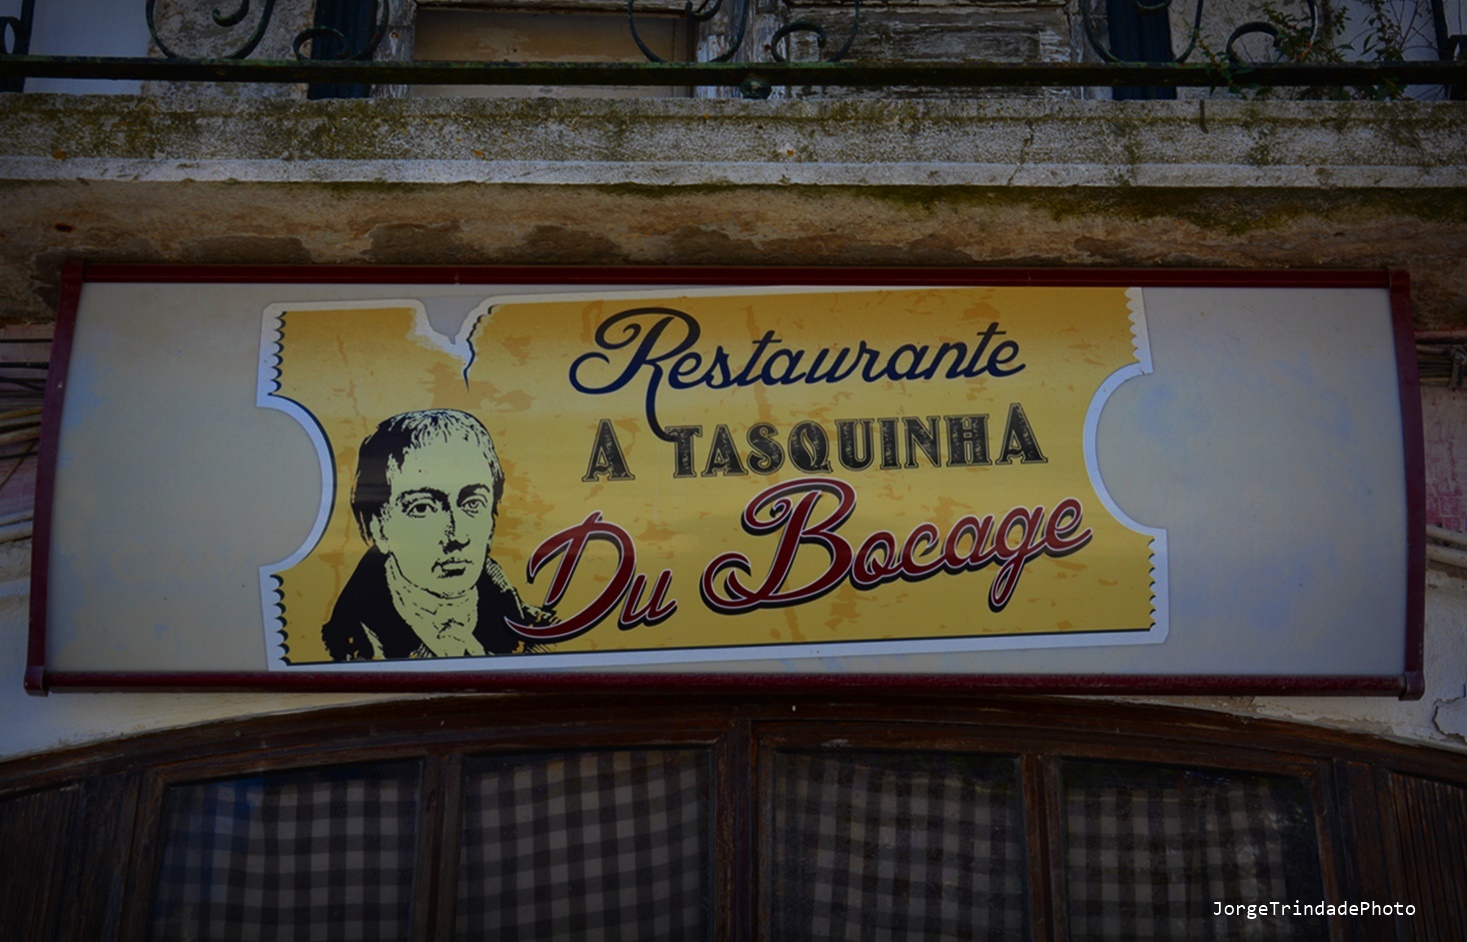 Restaurante
A TASQUINHA
Du Bocage
JorgeTrindadePhoto